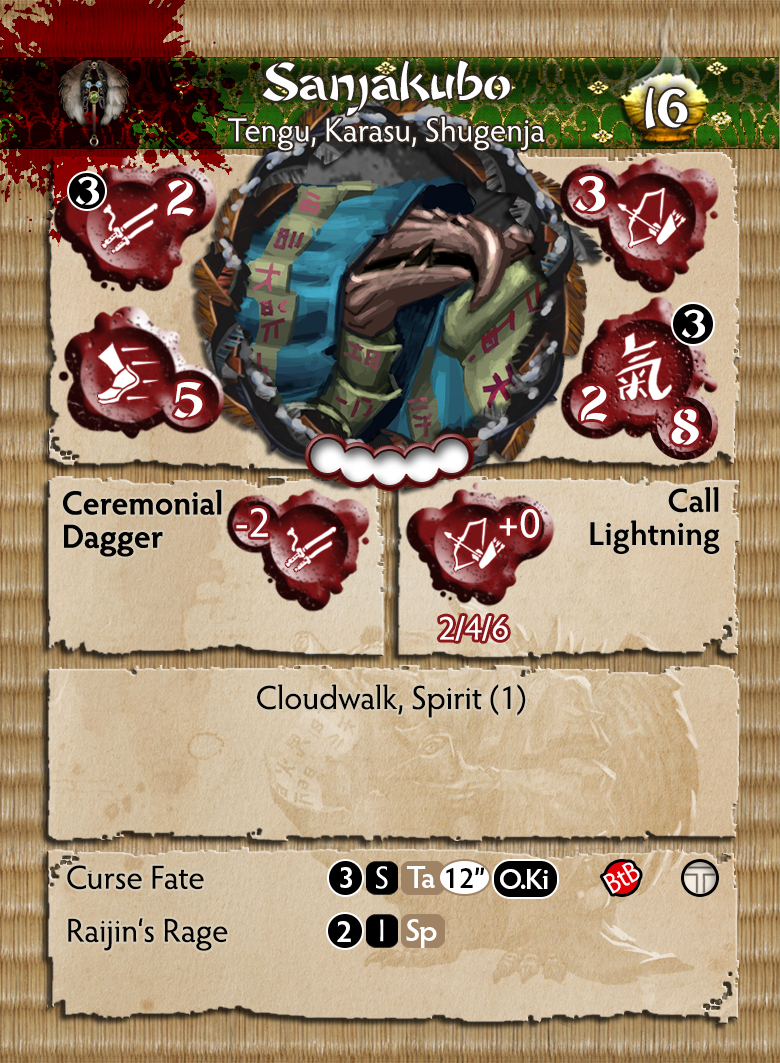 Sanjakubo
16
Tengu, Karasu, Shugenja
3 2
3
5
氣
3
2 8
Ceremonial
Dagger
-2
+0
2/4/6
Call
Lightning
Cloudwalk, Spirit (1)
Curse Fate 3 S Ta 12" O.Ki BtB T
Raijin's Rage 2 I Sp